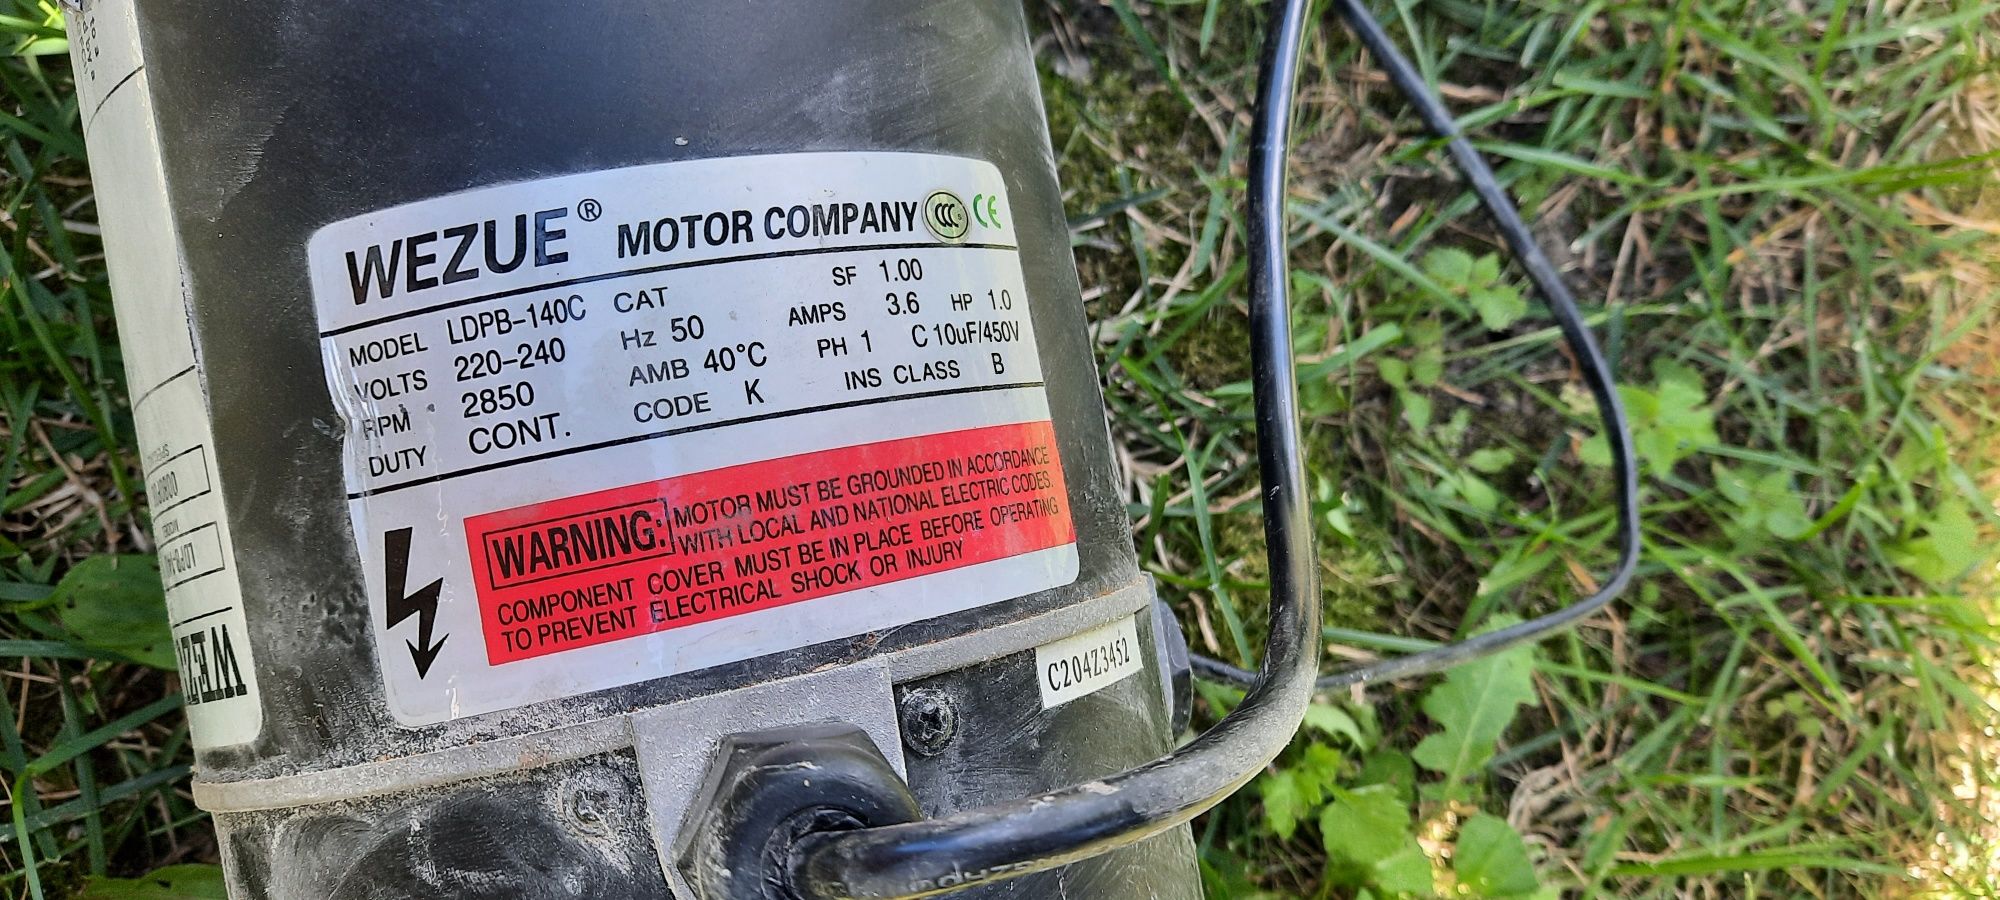 WEZUE® MOTOR COMPANY CCC S CE
MODEL LDPB-140C CAT SF 1.00
VOLTS 220-240 Hz 50 AMPS 3.6 HP 1.0
RPM 2850 AMB 40°C PH 1 C 10uF/450V
DUTY CONT. CODE K INS CLASS B
WARNING: MOTOR MUST BE GROUNDED IN ACCORDANCE
WITH LOCAL AND NATIONAL ELECTRIC CODES.
COMPONENT COVER MUST BE IN PLACE BEFORE OPERATING
TO PREVENT ELECTRICAL SHOCK OR INJURY
C204Z3452